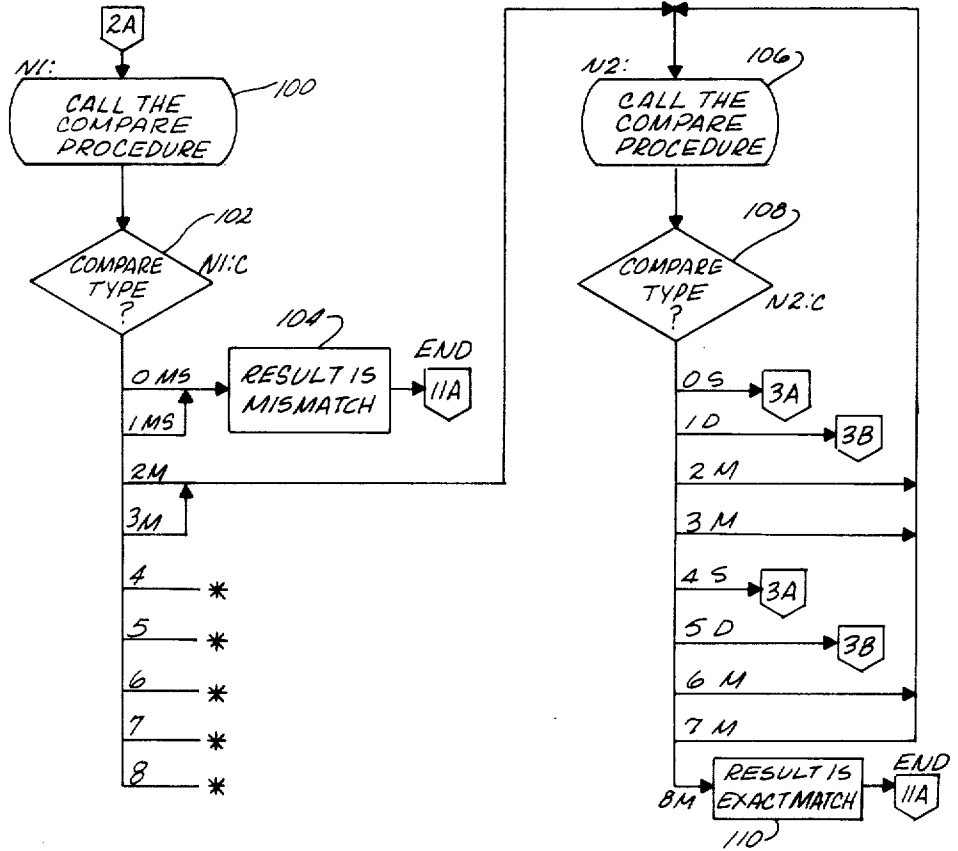 2A
N1:
100
CALL THE
COMPARE
PROCEDURE
102
COMPARE
TYPE
?
N1:C
104
0 MS
RESULT IS
MISMATCH
END
11A
1 MS
2M
3M
4 *
5 *
6 *
7 *
8 *
N2:
106
CALL THE
COMPARE
PROCEDURE
108
COMPARE
TYPE
?
N2:C
0 S
3A
1 D
3B
2 M
3 M
4 S
3A
5 D
3B
6 M
7 M
8M
RESULT IS
EXACT MATCH
END
11A
110